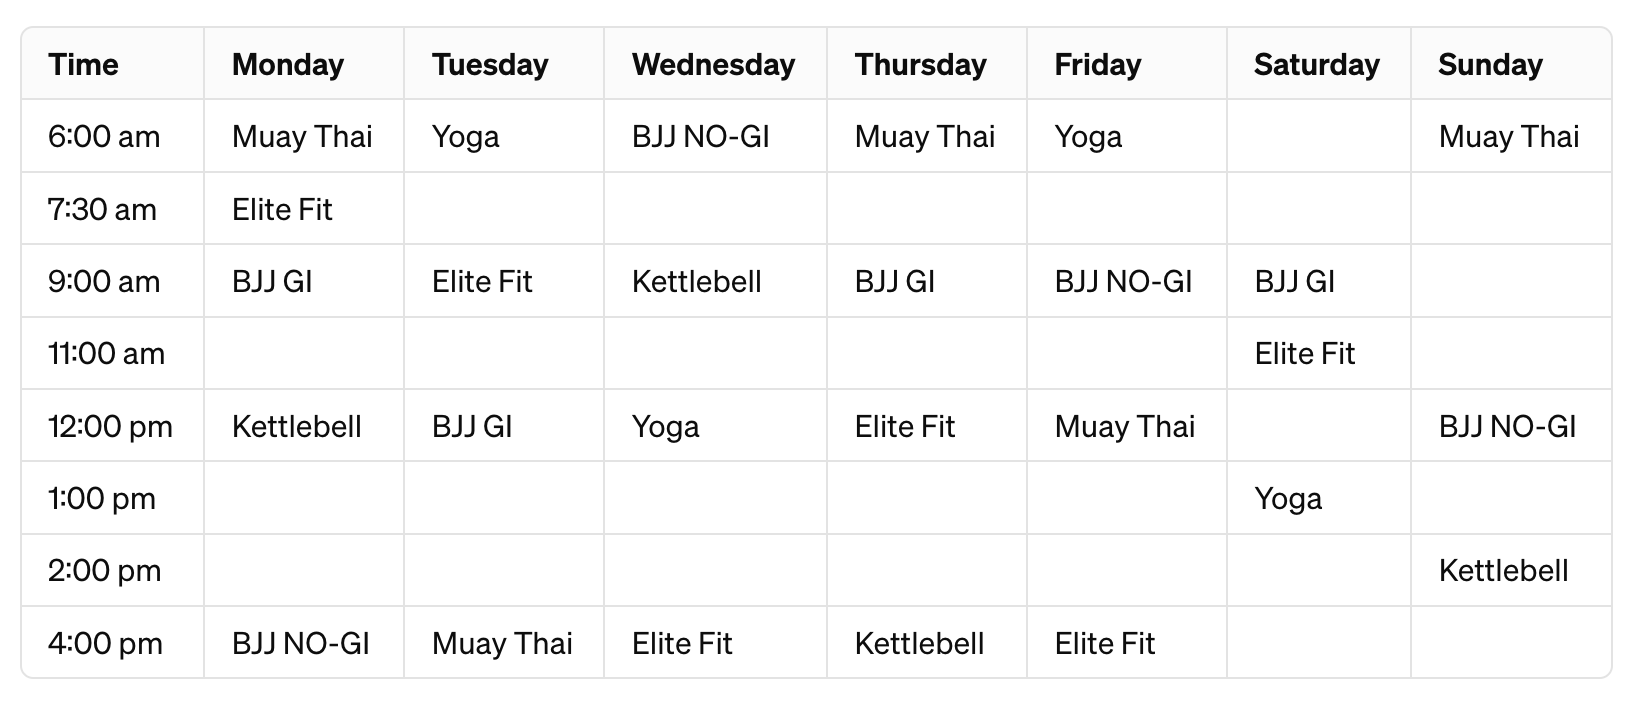 Time Monday Tuesday Wednesday Thursday Friday Saturday Sunday
6:00 am Muay Thai Yoga BJJ NO-GI Muay Thai Yoga Muay Thai
7:30 am Elite Fit
9:00 am BJJ GI Elite Fit Kettlebell BJJ GI BJJ NO-GI BJJ GI
11:00 am Elite Fit
12:00 pm Kettlebell BJJ GI Yoga Elite Fit Muay Thai BJJ NO-GI
1:00 pm Yoga
2:00 pm Kettlebell
4:00 pm BJJ NO-GI Muay Thai Elite Fit Kettlebell Elite Fit